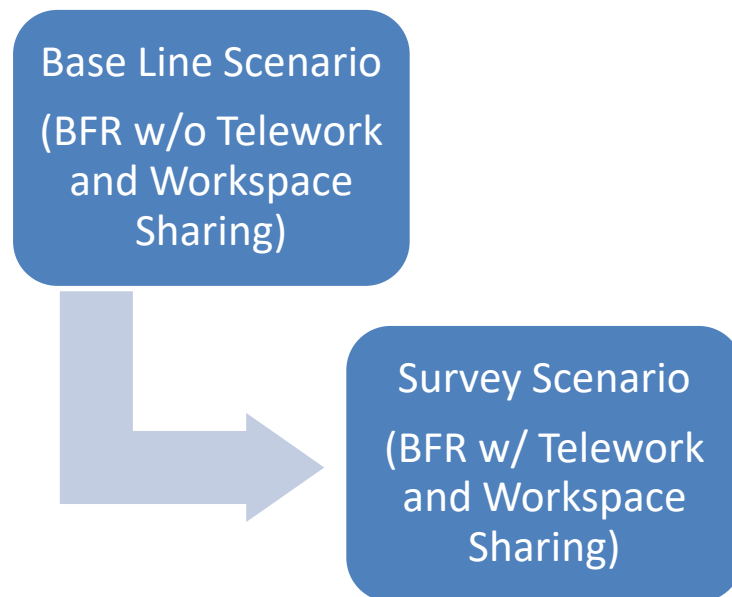 Base Line Scenario
(BFR w/o Telework
and Workspace
Sharing)
Survey Scenario
(BFR w/ Telework
and Workspace
Sharing)